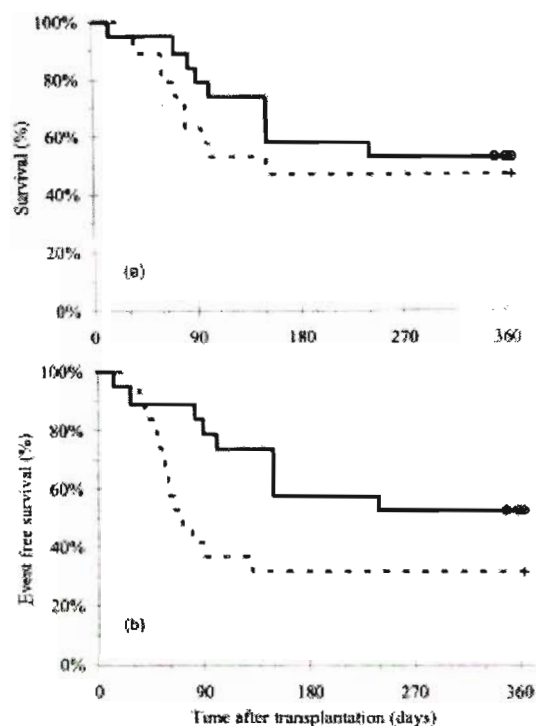 100%
80%
60%
40%
20%
0%
Survival (%)
(a)
0 90 180 270 360
100%
80%
60%
40%
20%
0%
Event free survival (%)
(b)
0 90 180 270 360
Time after transplantation (days)